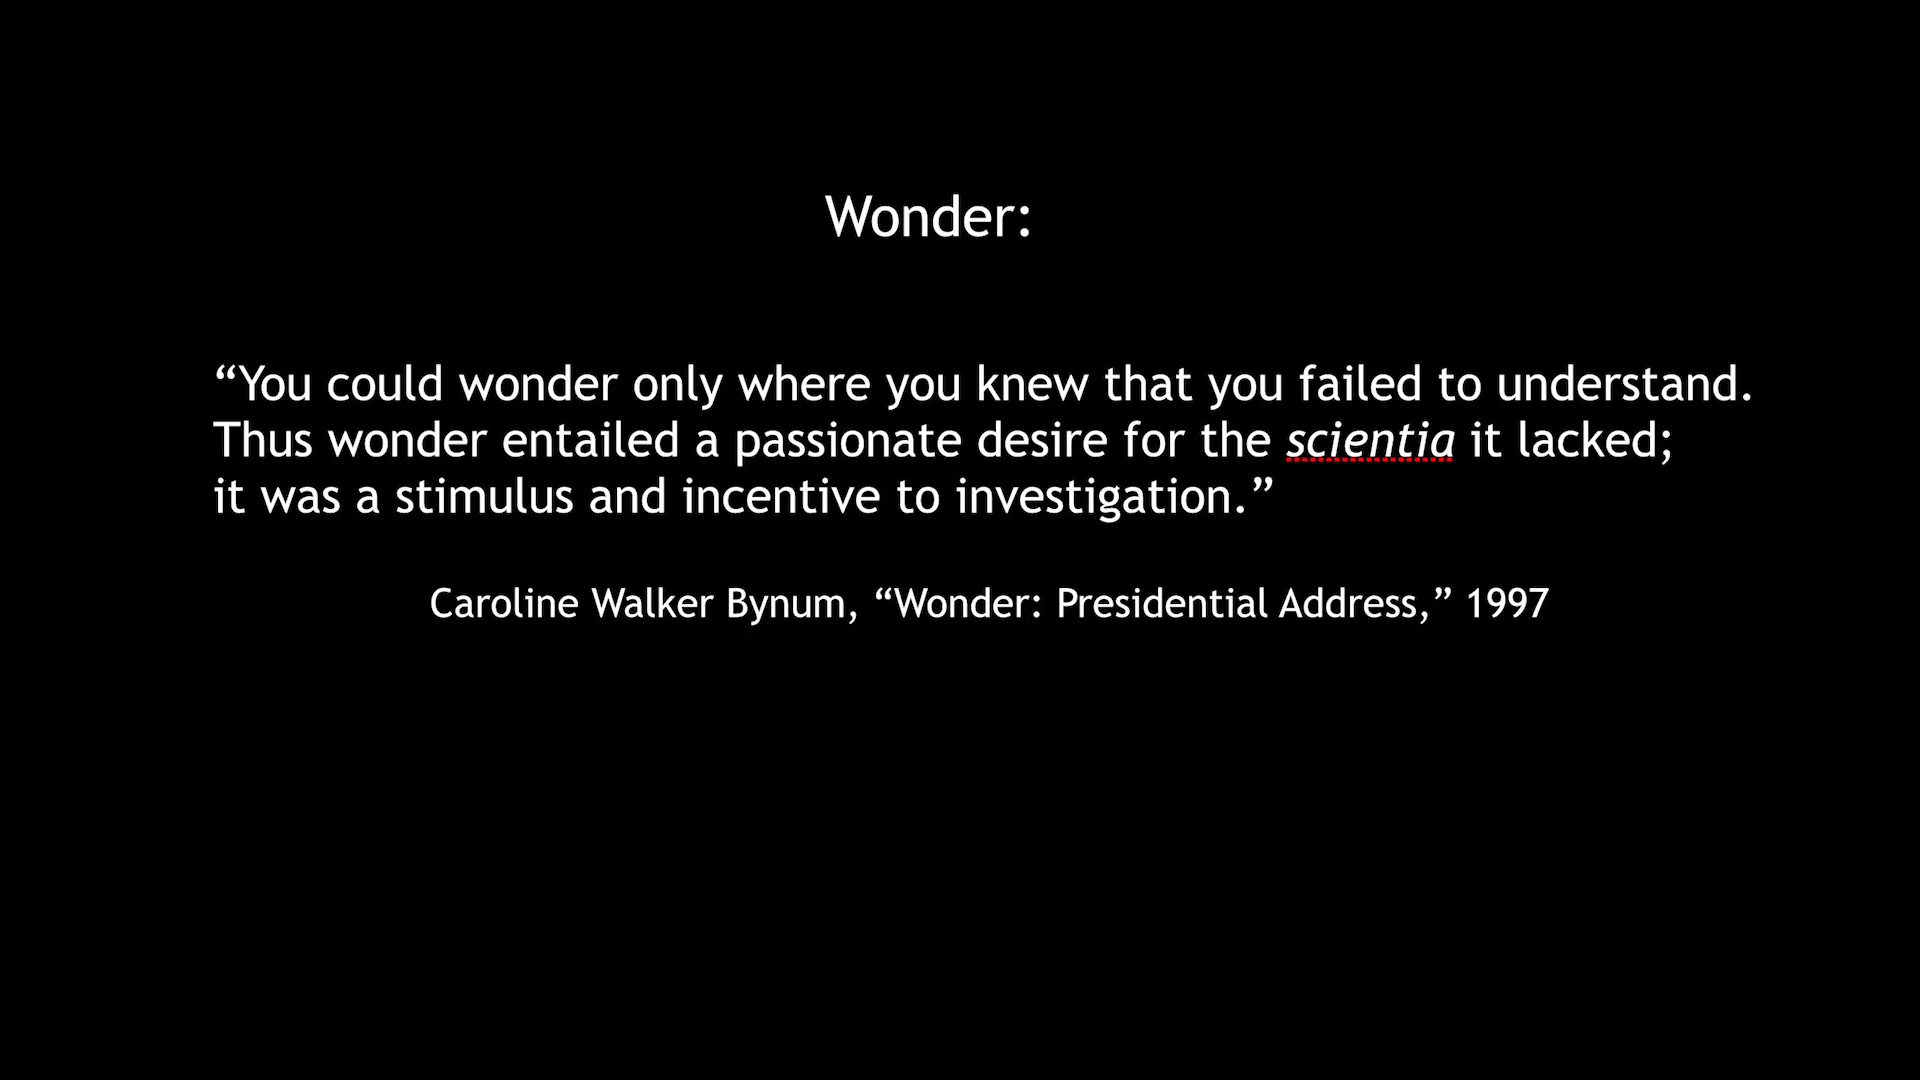 Wonder:
“You could wonder only where you knew that you failed to understand.
Thus wonder entailed a passionate desire for the scientia it lacked;
it was a stimulus and incentive to investigation.”
Caroline Walker Bynum, “Wonder: Presidential Address,” 1997